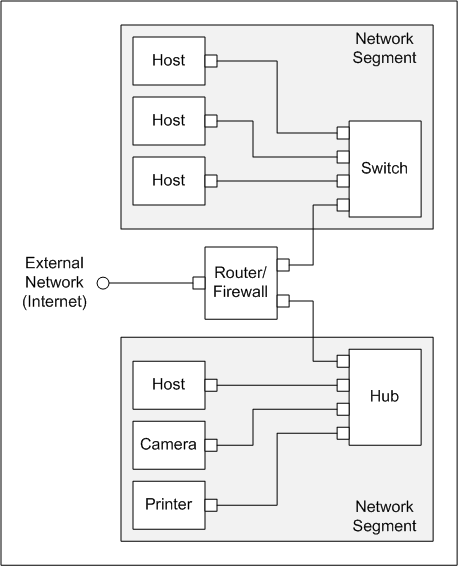 Network
Segment
Host
Host
Host
Switch
External
Network
(Internet)
Router/
Firewall
Host
Hub
Camera
Printer
Network
Segment